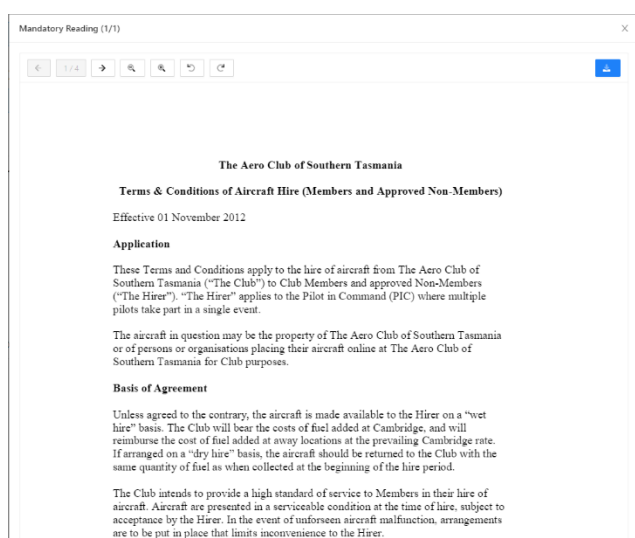 Mandatory Reading (1/1)
1 / 4
The Aero Club of Southern Tasmania
Terms & Conditions of Aircraft Hire (Members and Approved Non-Members)
Effective 01 November 2012
Application
These Terms and Conditions apply to the hire of aircraft from The Aero Club of
Southern Tasmania (“The Club”) to Club Members and approved Non-Members
(“The Hirer”). “The Hirer” applies to the Pilot in Command (PIC) where multiple
pilots take part in a single event.
The aircraft in question may be the property of The Aero Club of Southern Tasmania
or of persons or organisations placing their aircraft online at The Aero Club of
Southern Tasmania for Club purposes.
Basis of Agreement
Unless agreed to the contrary, the aircraft is made available to the Hirer on a “wet
hire” basis. The Club will bear the costs of fuel added at Cambridge, and will
reimburse the cost of fuel added at away locations at the prevailing Cambridge rate.
If arranged on a “dry hire” basis, the aircraft should be returned to the Club with the
same quantity of fuel as when collected at the beginning of the hire period.
The Club intends to provide a high standard of service to Members in their hire of
aircraft. Aircraft are presented in a serviceable condition at the time of hire, subject to
acceptance by the Hirer. In the event of unforseen aircraft malfunction, arrangements
are to be put in place that limits inconvenience to the Hirer.